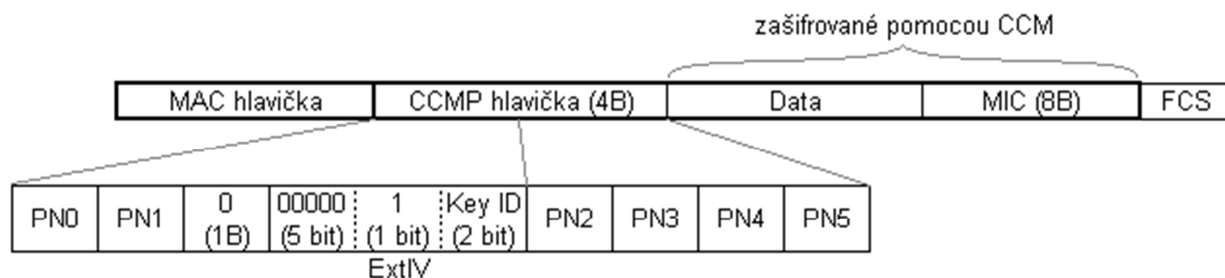 zašifrované pomocou CCM
MAC hlavička CCMP hlavička (4B) Data MIC (8B) FCS
PN0 PN1 0 00000 1 Key ID PN2 PN3 PN4 PN5
(1B) (5 bit) (1 bit) (2 bit)
ExtIV